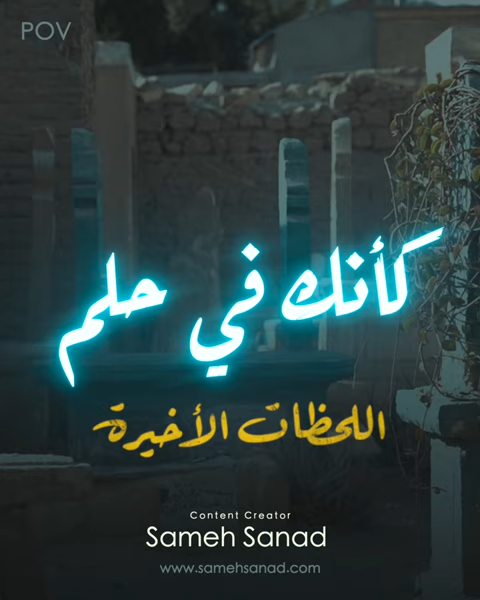 POV
كأنك في حلم
اللحظات الأخيرة
Content Creator
Sameh Sanad
www.samehsanad.com